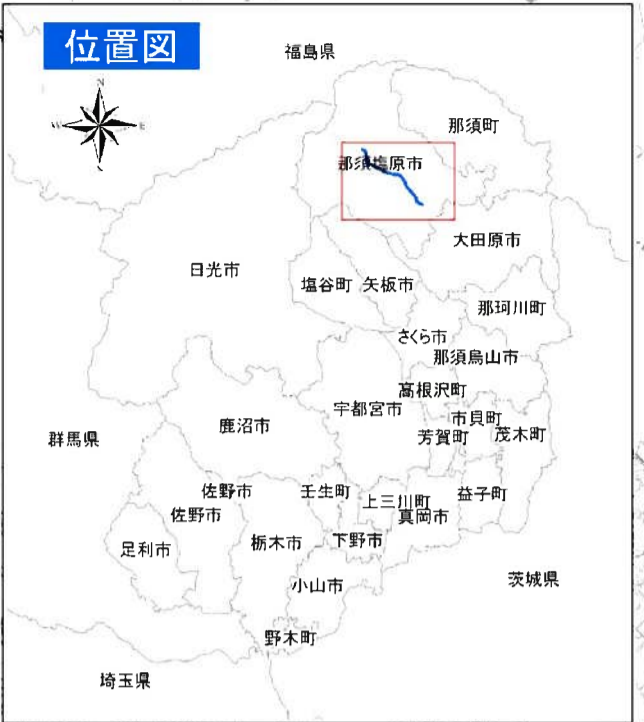 位置図
福島県
N
W
E
那須町
那須塩原市
大田原市
日光市
塩谷町
矢板市
那珂川町
さくら市
那須烏山市
高根沢町
宇都宮市
市貝町
鹿沼市
芳賀町
茂木町
群馬県
佐野市
壬生町
上三川町
益子町
佐野市
真岡市
足利市
栃木市
下野市
小山市
茨城県
野木町
埼玉県